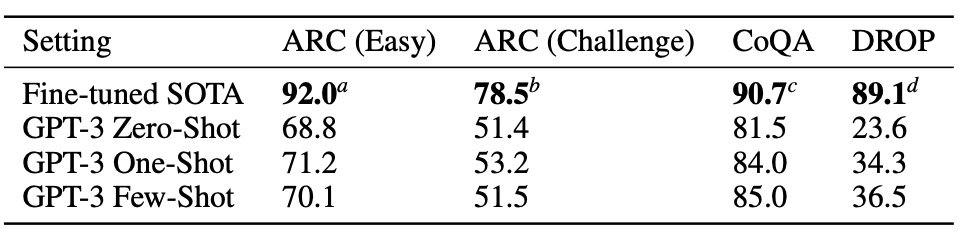 Setting ARC (Easy) ARC (Challenge) CoQA DROP
Fine-tuned SOTA 92.0a 78.5b 90.7c 89.1d
GPT-3 Zero-Shot 68.8 51.4 81.5 23.6
GPT-3 One-Shot 71.2 53.2 84.0 34.3
GPT-3 Few-Shot 70.1 51.5 85.0 36.5